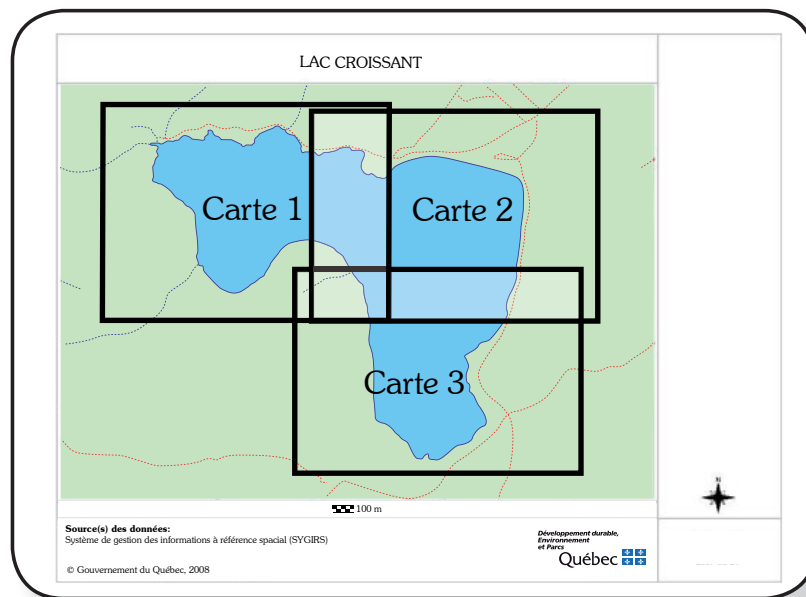 LAC CROISSANT
Carte 1
Carte 2
Carte 3
N
100 m
Source(s) des données:
Système de gestion des informations à référence spacial (SYGIRS)
© Gouvernement du Québec, 2008
Développement durable,
Environnement
et Parcs
Québec